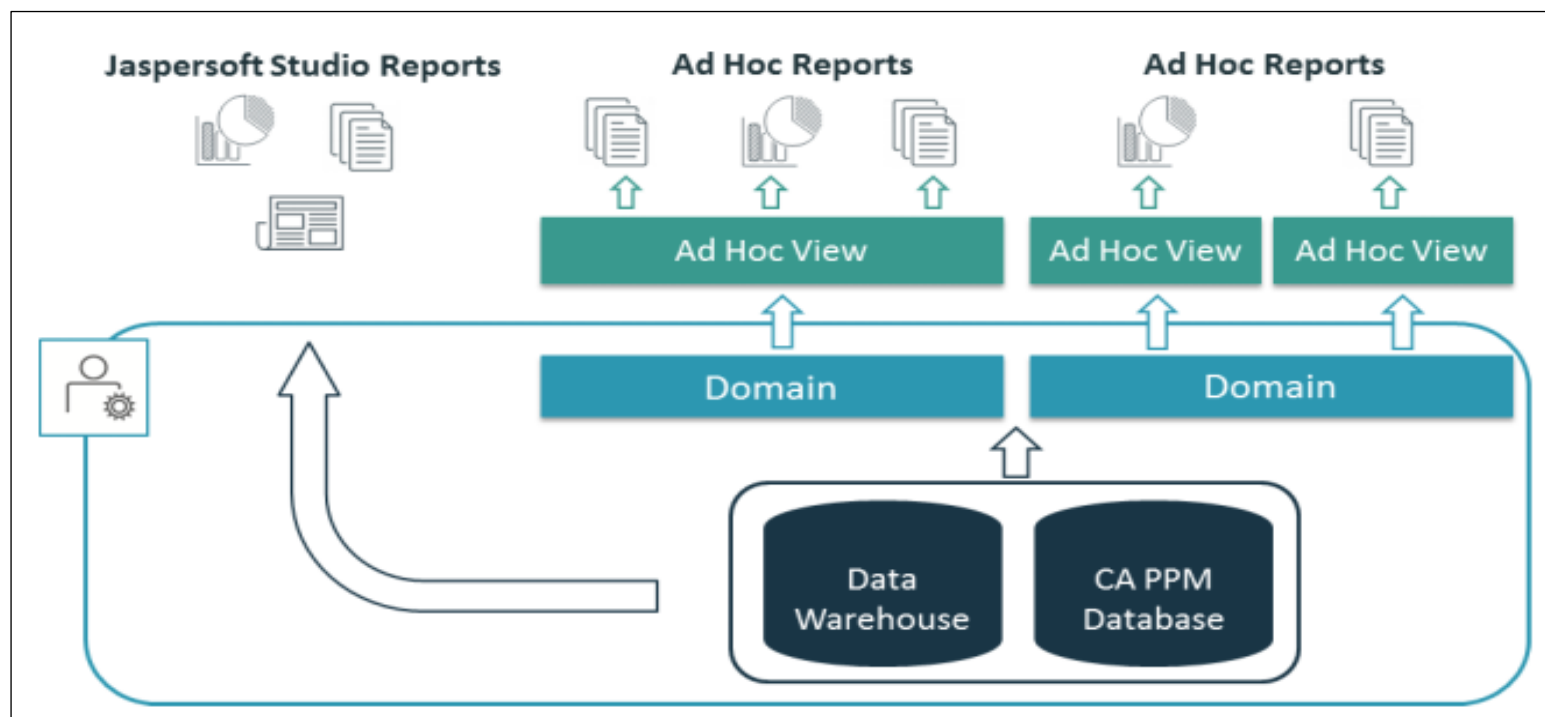 Jaspersoft Studio Reports
Ad Hoc Reports
Ad Hoc Reports
Ad Hoc View
Ad Hoc View
Ad Hoc View
Domain
Domain
Data
Warehouse
CA PPM
Database